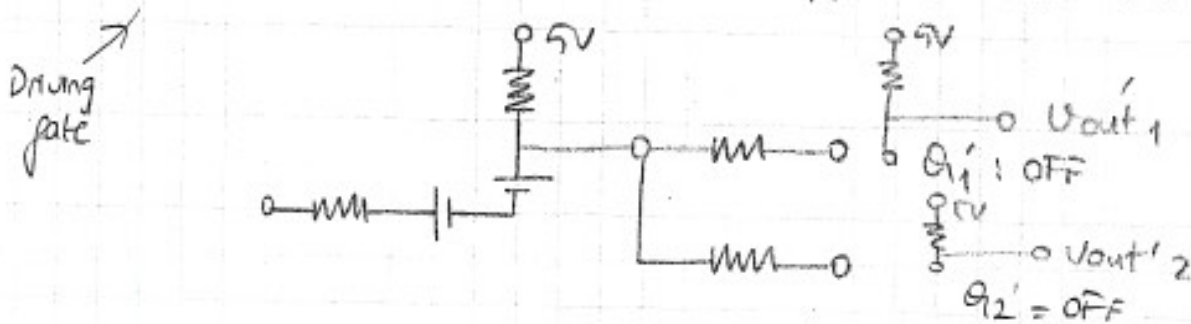 5V
5V
Driving
gate
Vout'1
Q1' : OFF
5V
Vout'2
Q2' = OFF